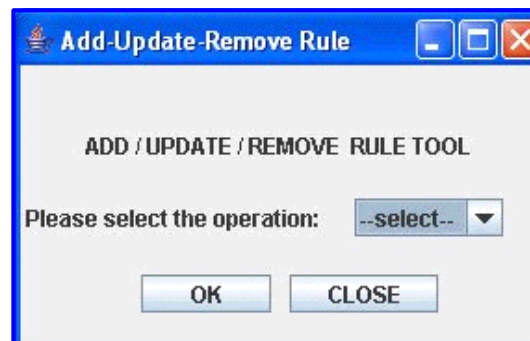 Add-Update-Remove Rule
ADD / UPDATE / REMOVE RULE TOOL
Please select the operation: --select--
OK CLOSE